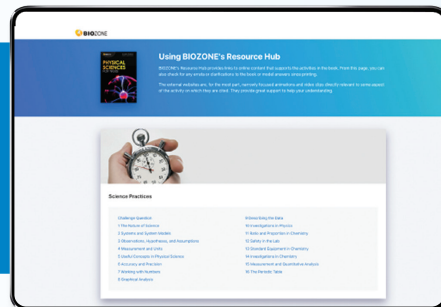 BIOZONE
PHYSICAL
SCIENCES
Using BIOZONE's Resource Hub
BIOZONE's Resource Hub provides links to online content that supports the activities in the book. From this page, you can
also check for any errata or clarifications to the book or model answers since printing.
The external websites are, for the most part, narrowly focused animations and video clips directly relevant to some aspect
of the activity on which they are cited. They provide great support to help your understanding.
Science Practices
Challenge Question
1 The Nature of Science
2 Systems and System Models
3 Observations, Hypotheses, and Assumptions
4 Measurement and Units
5 Useful Concepts in Physical Science
6 Accuracy and Precision
7 Working with Numbers
8 Graphical Analysis
9 Describing the Data
10 Investigations in Physics
11 Ratio and Properties in Chemistry
12 Safety in the Lab
13 Standard Equipment in Chemistry
14 Investigations in Chemistry
15 Measurement and Quantitative Analysis
16 The Periodic Table